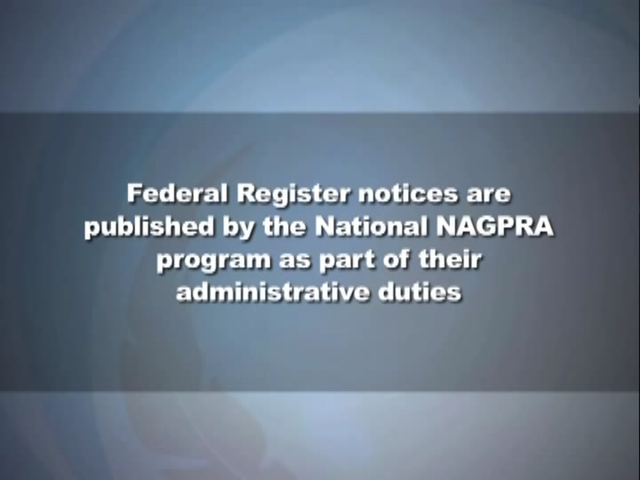 Federal Register notices are
published by the National NAGPRA
program as part of their
administrative duties